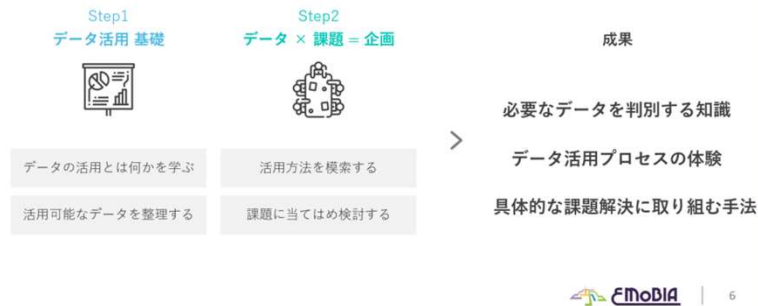 Step1
データ活用 基礎
データの活用とは何かを学ぶ
活用可能なデータを整理する
Step2
データ × 課題 = 企画
活用方法を模索する
課題に当てはめ検討する
>
成果
必要なデータを判別する知識
データ活用プロセスの体験
具体的な課題解決に取り組む手法
EMoBIA | 6